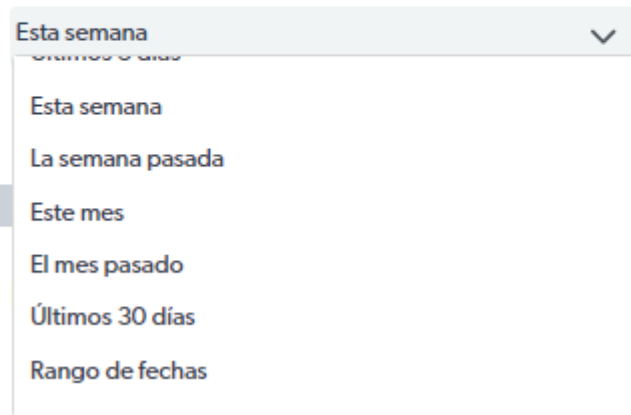 Esta semana
Esta semana
La semana pasada
Este mes
El mes pasado
Últimos 30 días
Rango de fechas